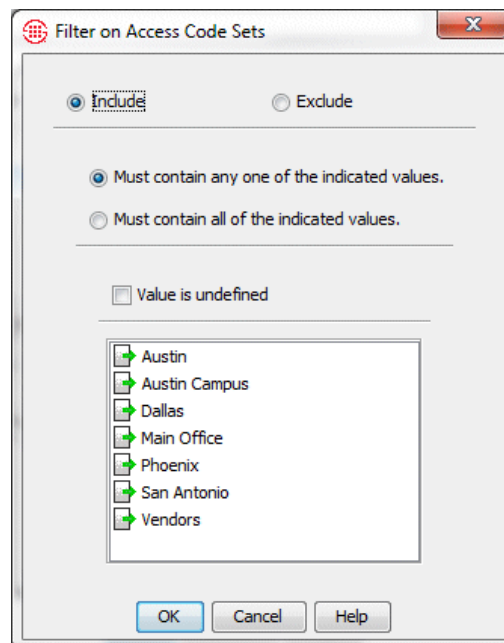 Filter on Access Code Sets
Include Exclude
Must contain any one of the indicated values.
Must contain all of the indicated values.
Value is undefined
Austin
Austin Campus
Dallas
Main Office
Phoenix
San Antonio
Vendors
OK Cancel Help